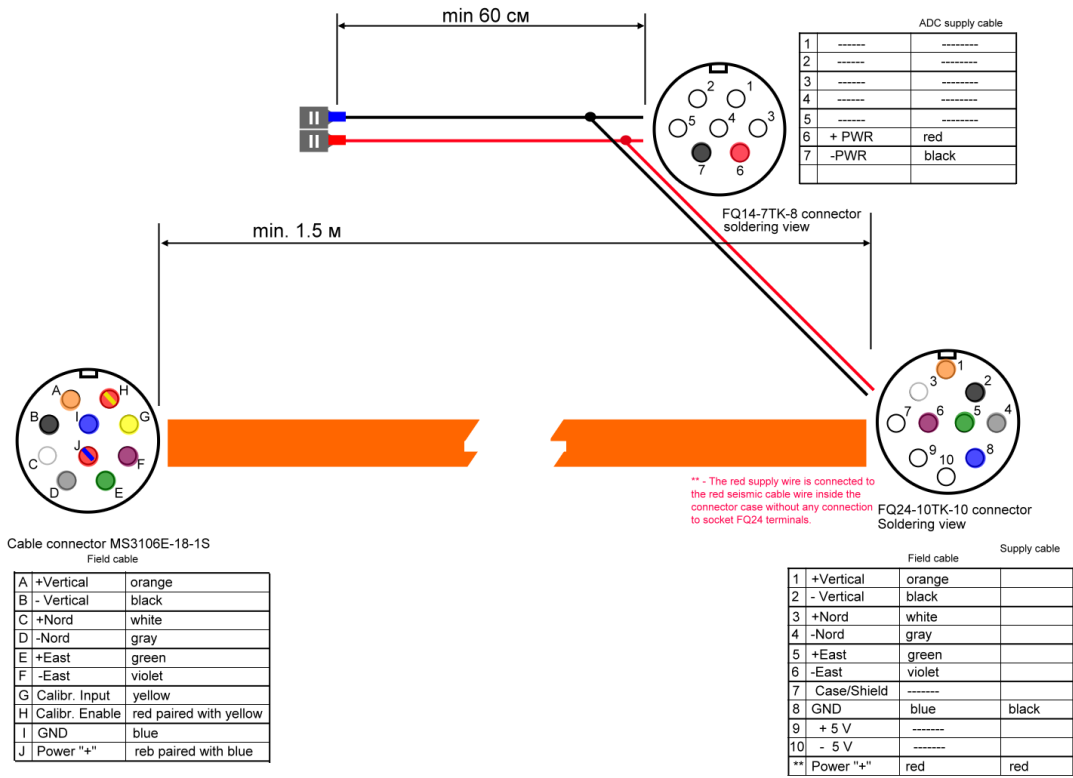 min 60 см
ADC supply cable
1 ------ --------
2 ------ --------
3 ------ --------
4 ------ --------
5 ------ --------
6 + PWR red
7 -PWR black
2 1
5 4 3
7 6
FQ14-7TK-8 connector
soldering view
min. 1.5 м
A H
B I G
C J F
D E
1
3 2
7 6 5 4
9 10 8
** - The red supply wire is connected to
the red seismic cable wire inside the
connector case without any connection
to socket FQ24 terminals.
FQ24-10TK-10 connector
Soldering view
Cable connector MS3106E-18-1S
Field cable
A +Vertical orange
B - Vertical black
C +Nord white
D -Nord gray
E +East green
F -East violet
G Calibr. Input yellow
H Calibr. Enable red paired with yellow
I GND blue
J Power "+" reb paired with blue
Field cable Supply cable
1 +Vertical orange
2 - Vertical black
3 +Nord white
4 -Nord gray
5 +East green
6 -East violet
7 Case/Shield -------
8 GND blue black
9 + 5 V -------
10 - 5 V -------
** Power "+" red red